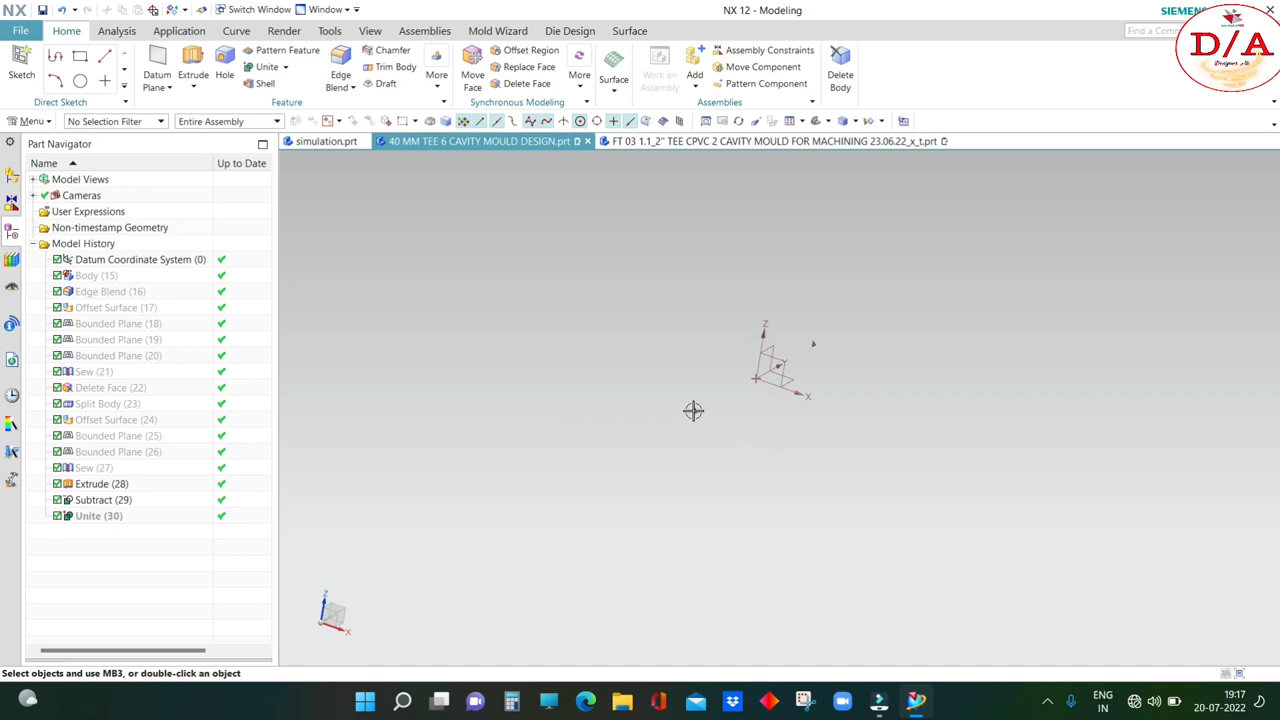 NX
Switch Window
Window
NX 12 - Modeling
SIEMENS
File
Home
Analysis
Application
Curve
Render
Tools
View
Assemblies
Mold Wizard
Die Design
Surface
Find a Comm
D/A
Sketch
Direct Sketch
Datum Plane
Extrude
Hole
Pattern Feature
Unite
Shell
Edge Blend
Chamfer
Trim Body
Draft
More
Feature
Move Face
Offset Region
Replace Face
Delete Face
More
Synchronous Modeling
Surface
Work on Assembly
Add
Assembly Constraints
Move Component
Pattern Component
Assemblies
Delete Body
Menu
No Selection Filter
Entire Assembly
Part Navigator
simulation.prt
40 MM TEE 6 CAVITY MOULD DESIGN.prt
FT 03 1.1_2'' TEE CPVC 2 CAVITY MOULD FOR MACHINING 23.06.22_x_t.prt
Name
Up to Date
Model Views
Cameras
User Expressions
Non-timestamp Geometry
Model History
Datum Coordinate System (0)
Body (15)
Edge Blend (16)
Offset Surface (17)
Bounded Plane (18)
Bounded Plane (19)
Bounded Plane (20)
Sew (21)
Delete Face (22)
Split Body (23)
Offset Surface (24)
Bounded Plane (25)
Bounded Plane (26)
Sew (27)
Extrude (28)
Subtract (29)
Unite (30)
Z
Y
X
Z
X
Select objects and use MB3, or double-click an object
ENG
IN
19:17
20-07-2022